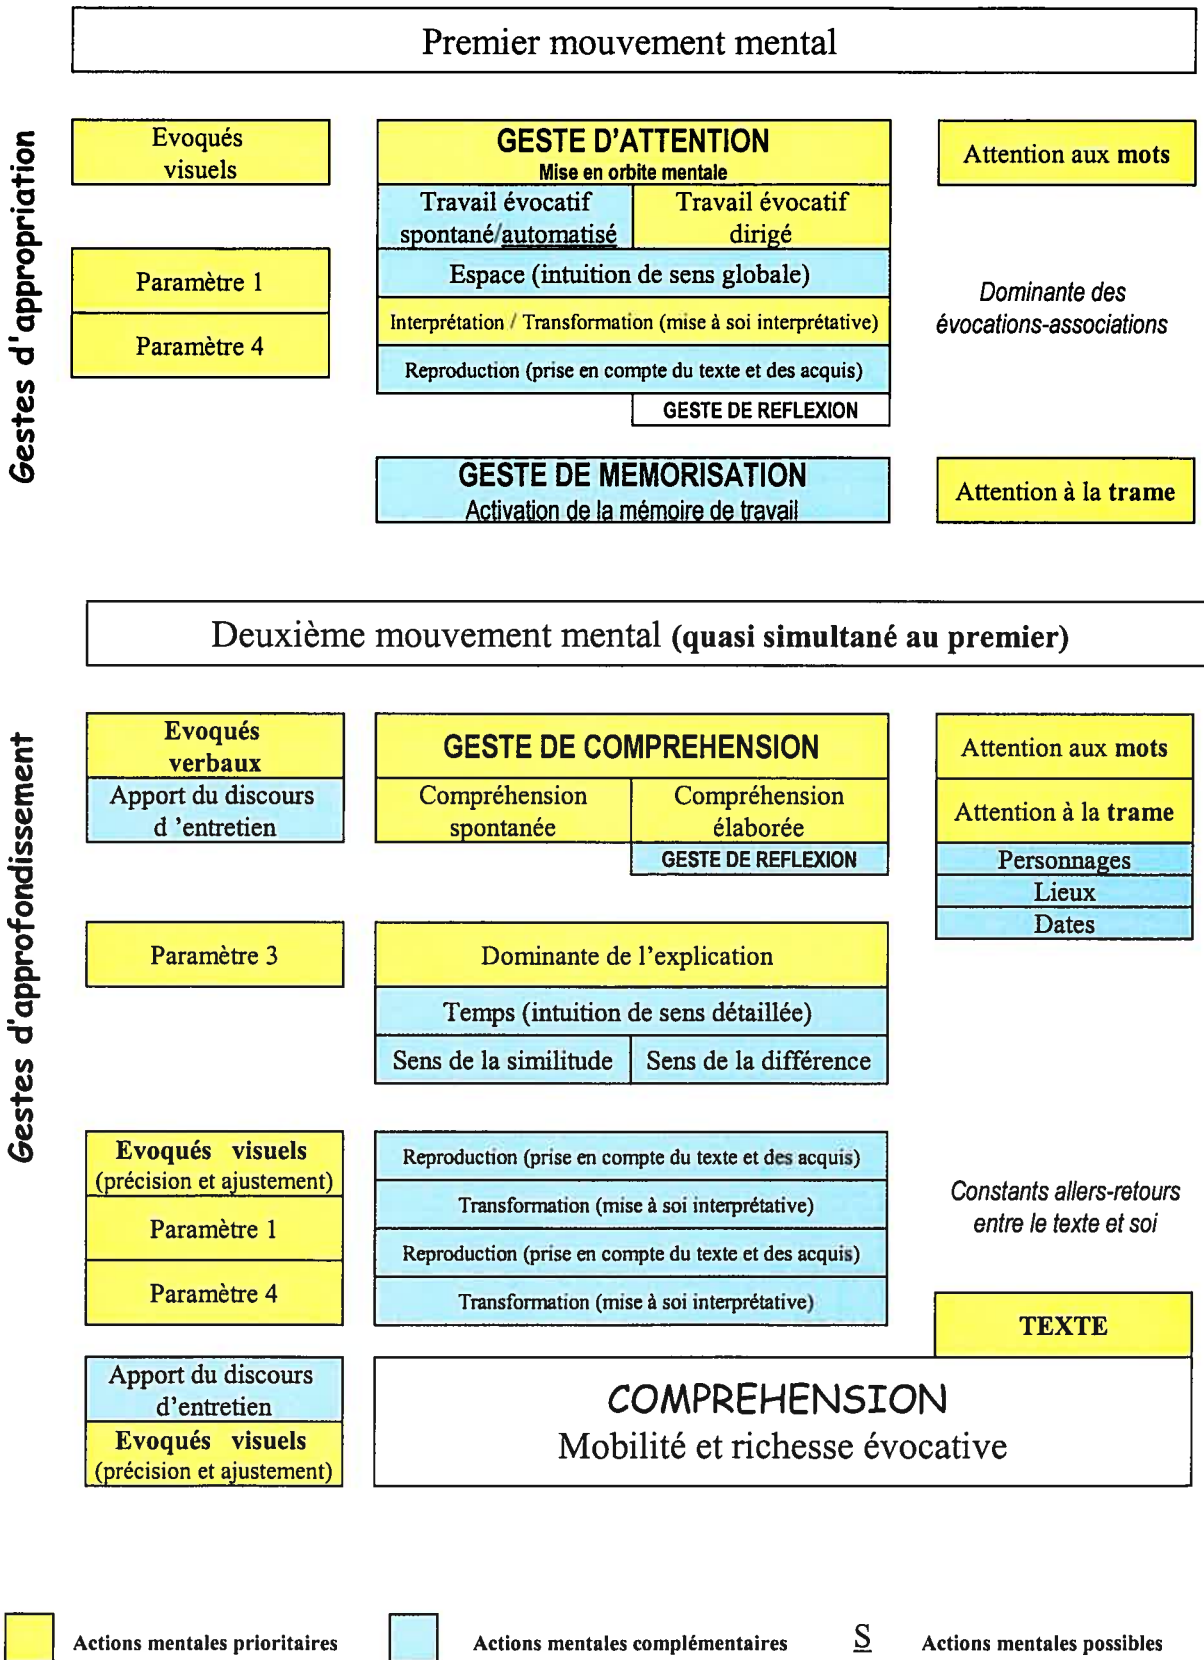 Premier mouvement mental
Gestes d'appropriation
Evoqués
visuels
GESTE D'ATTENTION
Mise en orbite mentale
Attention aux mots
Travail évocatif
spontané/automatisé
Travail évocatif
dirigé
Paramètre 1
Espace (intuition de sens globale)
Dominante des
évocations-associations
Interprétation / Transformation (mise à soi interprétative)
Paramètre 4
Reproduction (prise en compte du texte et des acquis)
GESTE DE REFLEXION
GESTE DE MEMORISATION
Activation de la mémoire de travail
Attention à la trame
Deuxième mouvement mental (quasi simultané au premier)
Gestes d'approfondissement
Evoqués
verbaux
GESTE DE COMPREHENSION
Attention aux mots
Apport du discours
d 'entretien
Compréhension
spontanée
Compréhension
élaborée
Attention à la trame
GESTE DE REFLEXION
Personnages
Lieux
Dates
Paramètre 3
Dominante de l'explication
Temps (intuition de sens détaillée)
Sens de la similitude
Sens de la différence
Evoqués visuels
(précision et ajustement)
Reproduction (prise en compte du texte et des acquis)
Transformation (mise à soi interprétative)
Constants allers-retours
entre le texte et soi
Paramètre 1
Reproduction (prise en compte du texte et des acquis)
Paramètre 4
Transformation (mise à soi interprétative)
TEXTE
Apport du discours
d'entretien
COMPREHENSION
Mobilité et richesse évocative
Evoqués visuels
(précision et ajustement)
Actions mentales prioritaires
Actions mentales complémentaires
S Actions mentales possibles